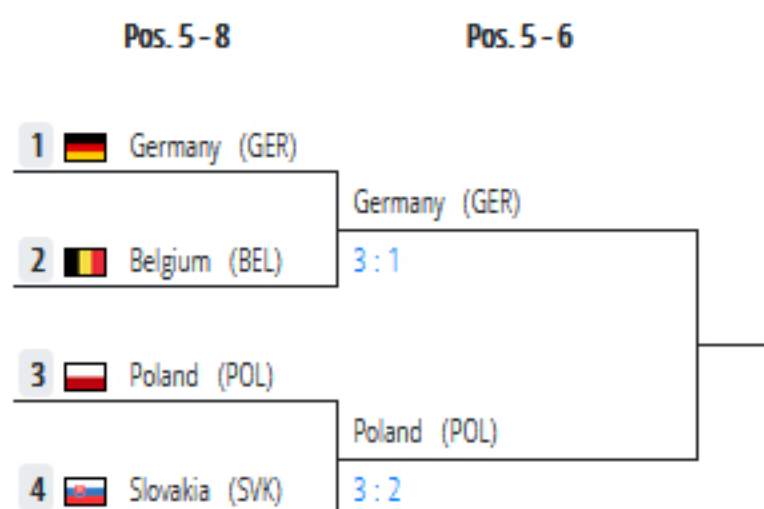 Pos. 5 - 8 Pos. 5 - 6
1 Germany (GER)
Germany (GER)
2 Belgium (BEL) 3 : 1
3 Poland (POL)
Poland (POL)
4 Slovakia (SVK) 3 : 2